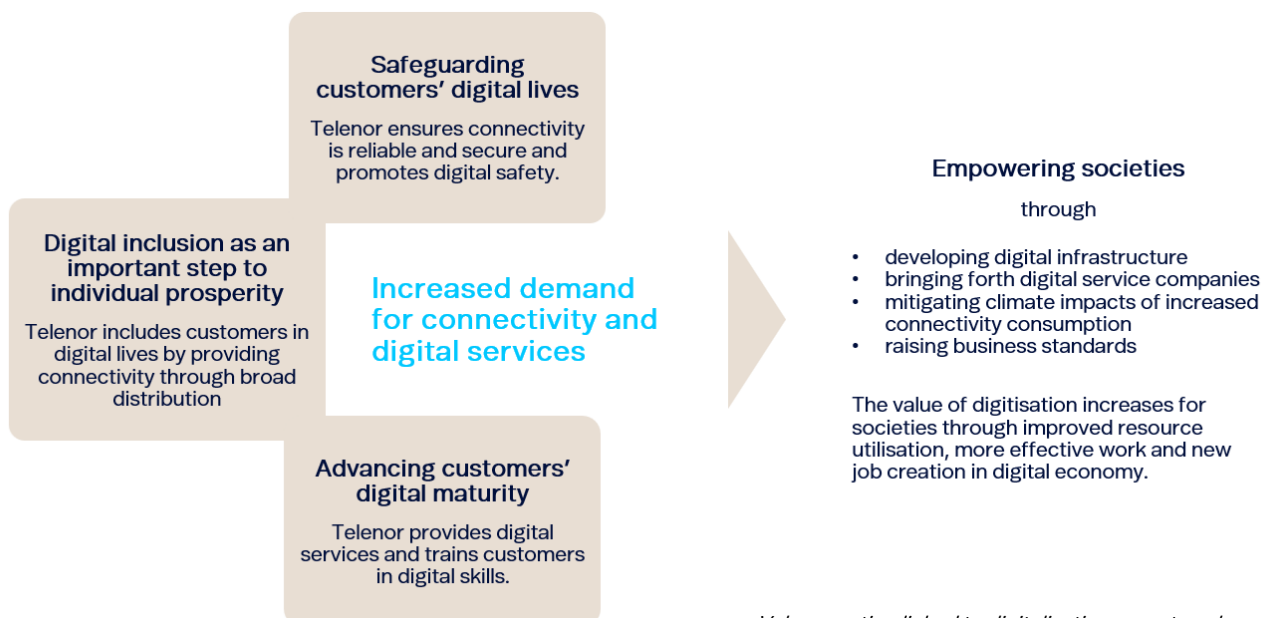 Safeguarding
customers' digital lives
Telenor ensures connectivity
is reliable and secure and
promotes digital safety.
Digital inclusion as an
important step to
individual prosperity
Telenor includes customers in
digital lives by providing
connectivity through broad
distribution
Increased demand
for connectivity and
digital services
Advancing customers'
digital maturity
Telenor provides digital
services and trains customers
in digital skills.
Empowering societies
through
• developing digital infrastructure
• bringing forth digital service companies
• mitigating climate impacts of increased
connectivity consumption
• raising business standards
The value of digitisation increases for
societies through improved resource
utilisation, more effective work and new
job creation in digital economy.